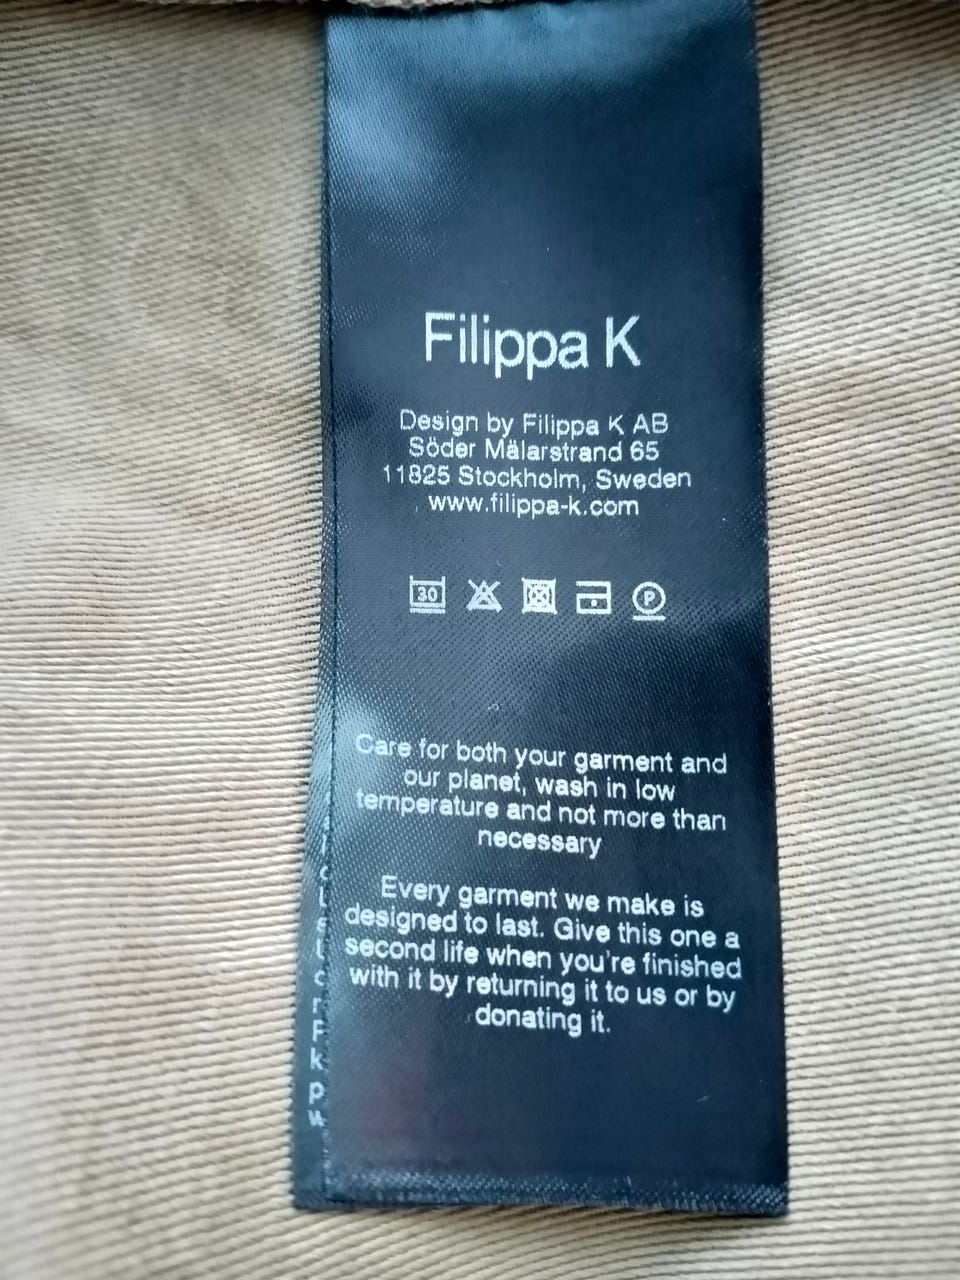 Filippa K
Design by Filippa K AB
Söder Mälarstrand 65
11825 Stockholm, Sweden
www.filippa-k.com
30
P
Care for both your garment and
our planet, wash in low
temperature and not more than
necessary
Every garment we make is
designed to last. Give this one a
second life when you're finished
with it by returning it to us or by
donating it.